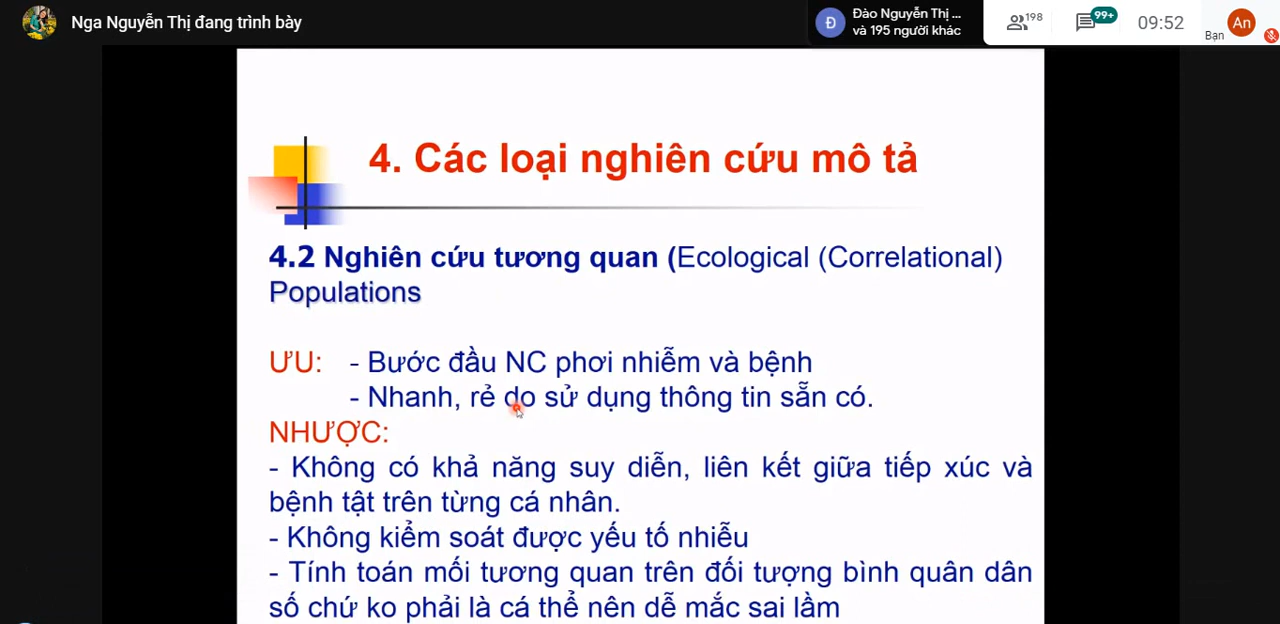 Nga Nguyễn Thị đang trình bày
Đ
Đào Nguyễn Thị ...
và 195 người khác
198
99+
09:52
Bạn
An
4. Các loại nghiên cứu mô tả
4.2 Nghiên cứu tương quan (Ecological (Correlational)
Populations
ƯU: - Bước đầu NC phơi nhiễm và bệnh
- Nhanh, rẻ do sử dụng thông tin sẵn có.
NHƯỢC:
- Không có khả năng suy diễn, liên kết giữa tiếp xúc và
bệnh tật trên từng cá nhân.
- Không kiểm soát được yếu tố nhiễu
- Tính toán mối tương quan trên đối tượng bình quân dân
số chứ ko phải là cá thể nên dễ mắc sai lầm